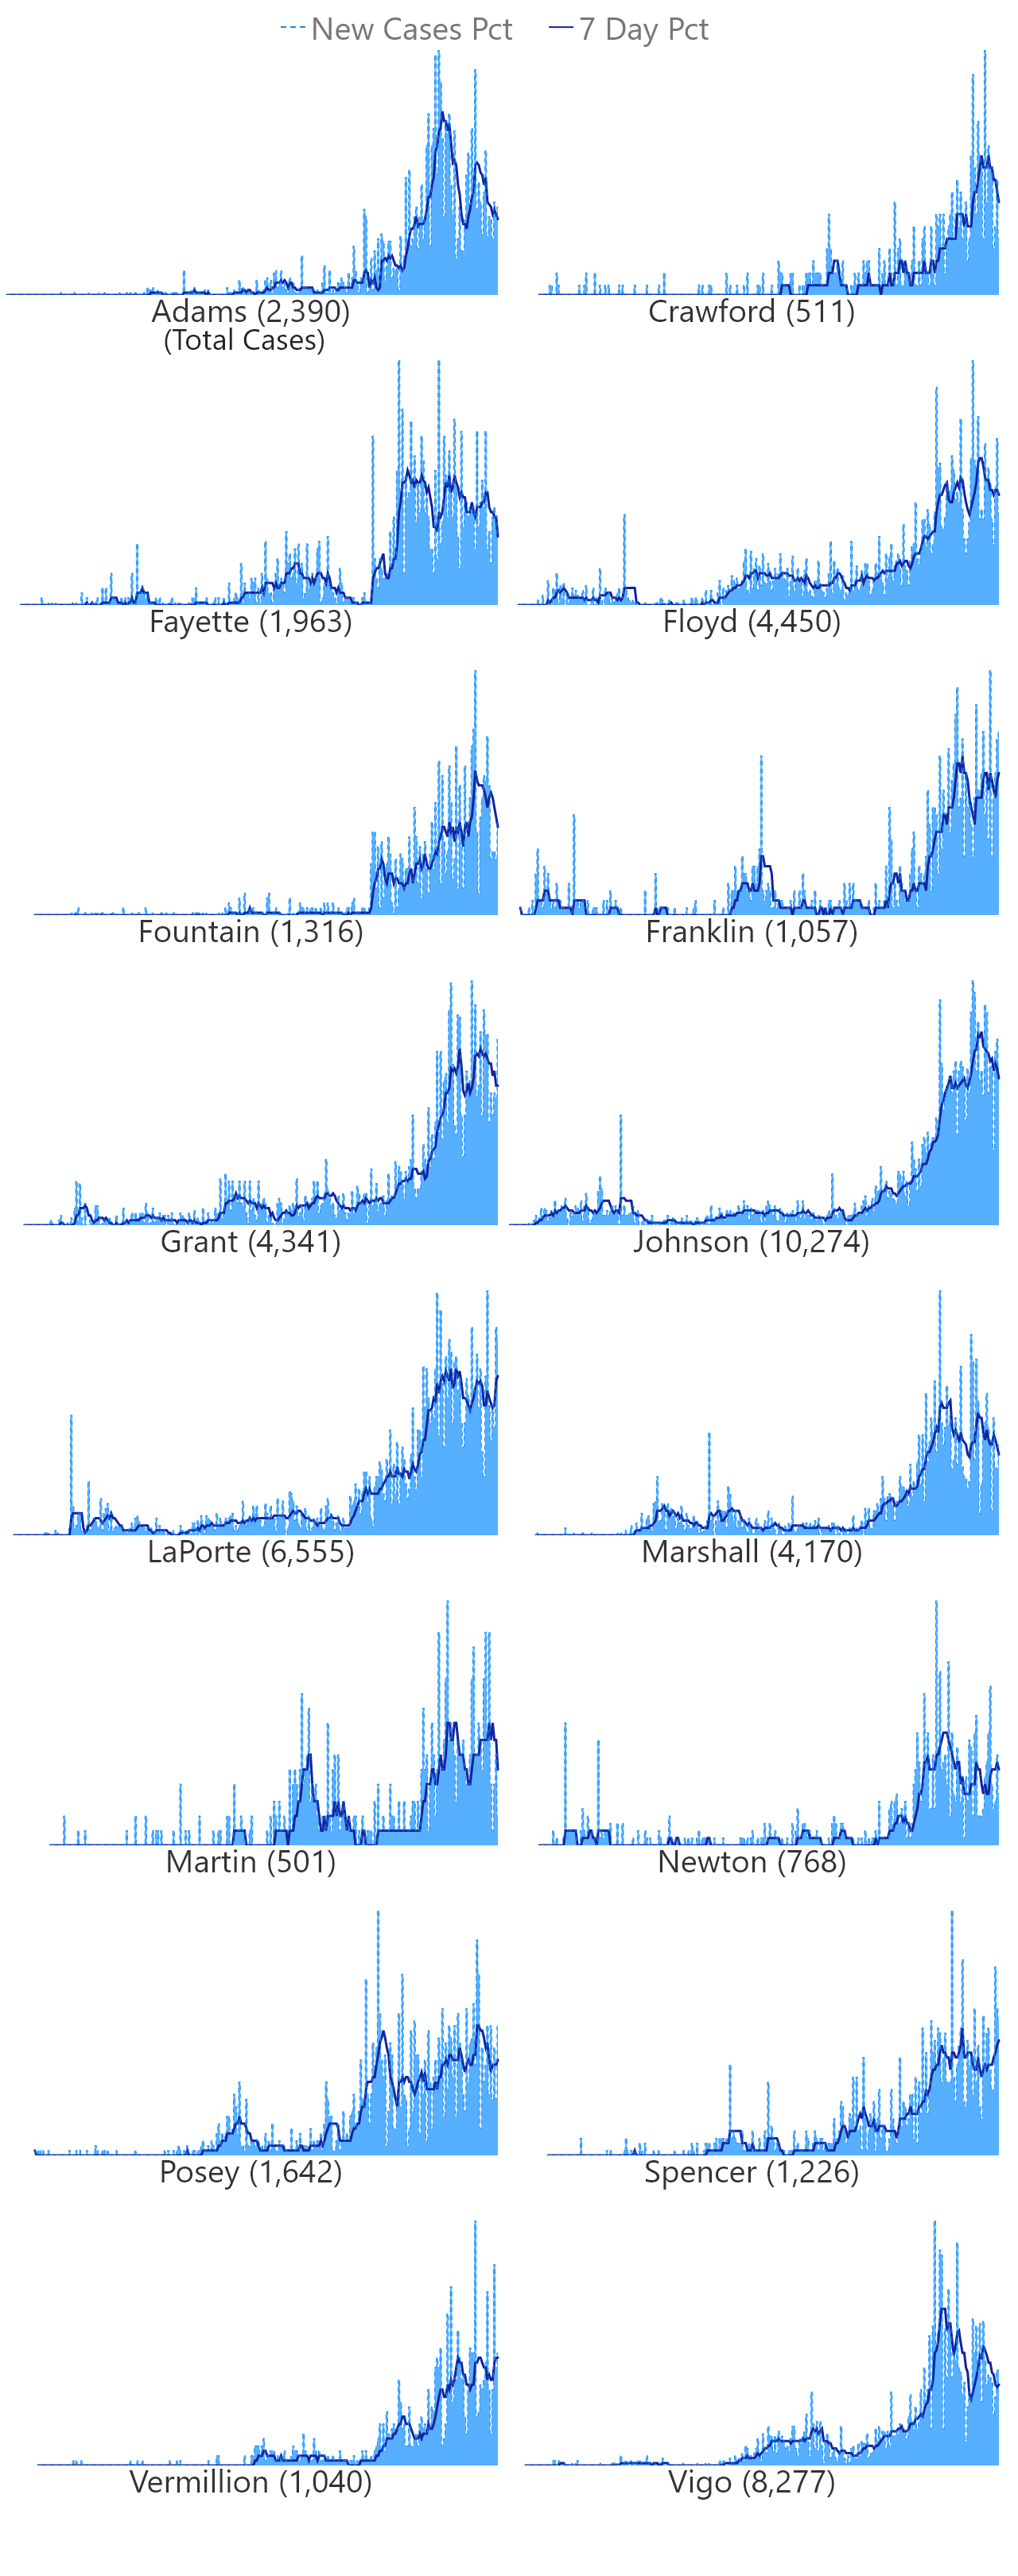 New Cases Pct 7 Day Pct
Adams (2,390) Crawford (511)
(Total Cases)
Fayette (1,963) Floyd (4,450)
Fountain (1,316) Franklin (1,057)
Grant (4,341) Johnson (10,274)
LaPorte (6,555) Marshall (4,170)
Martin (501) Newton (768)
Posey (1,642) Spencer (1,226)
Vermillion (1,040) Vigo (8,277)